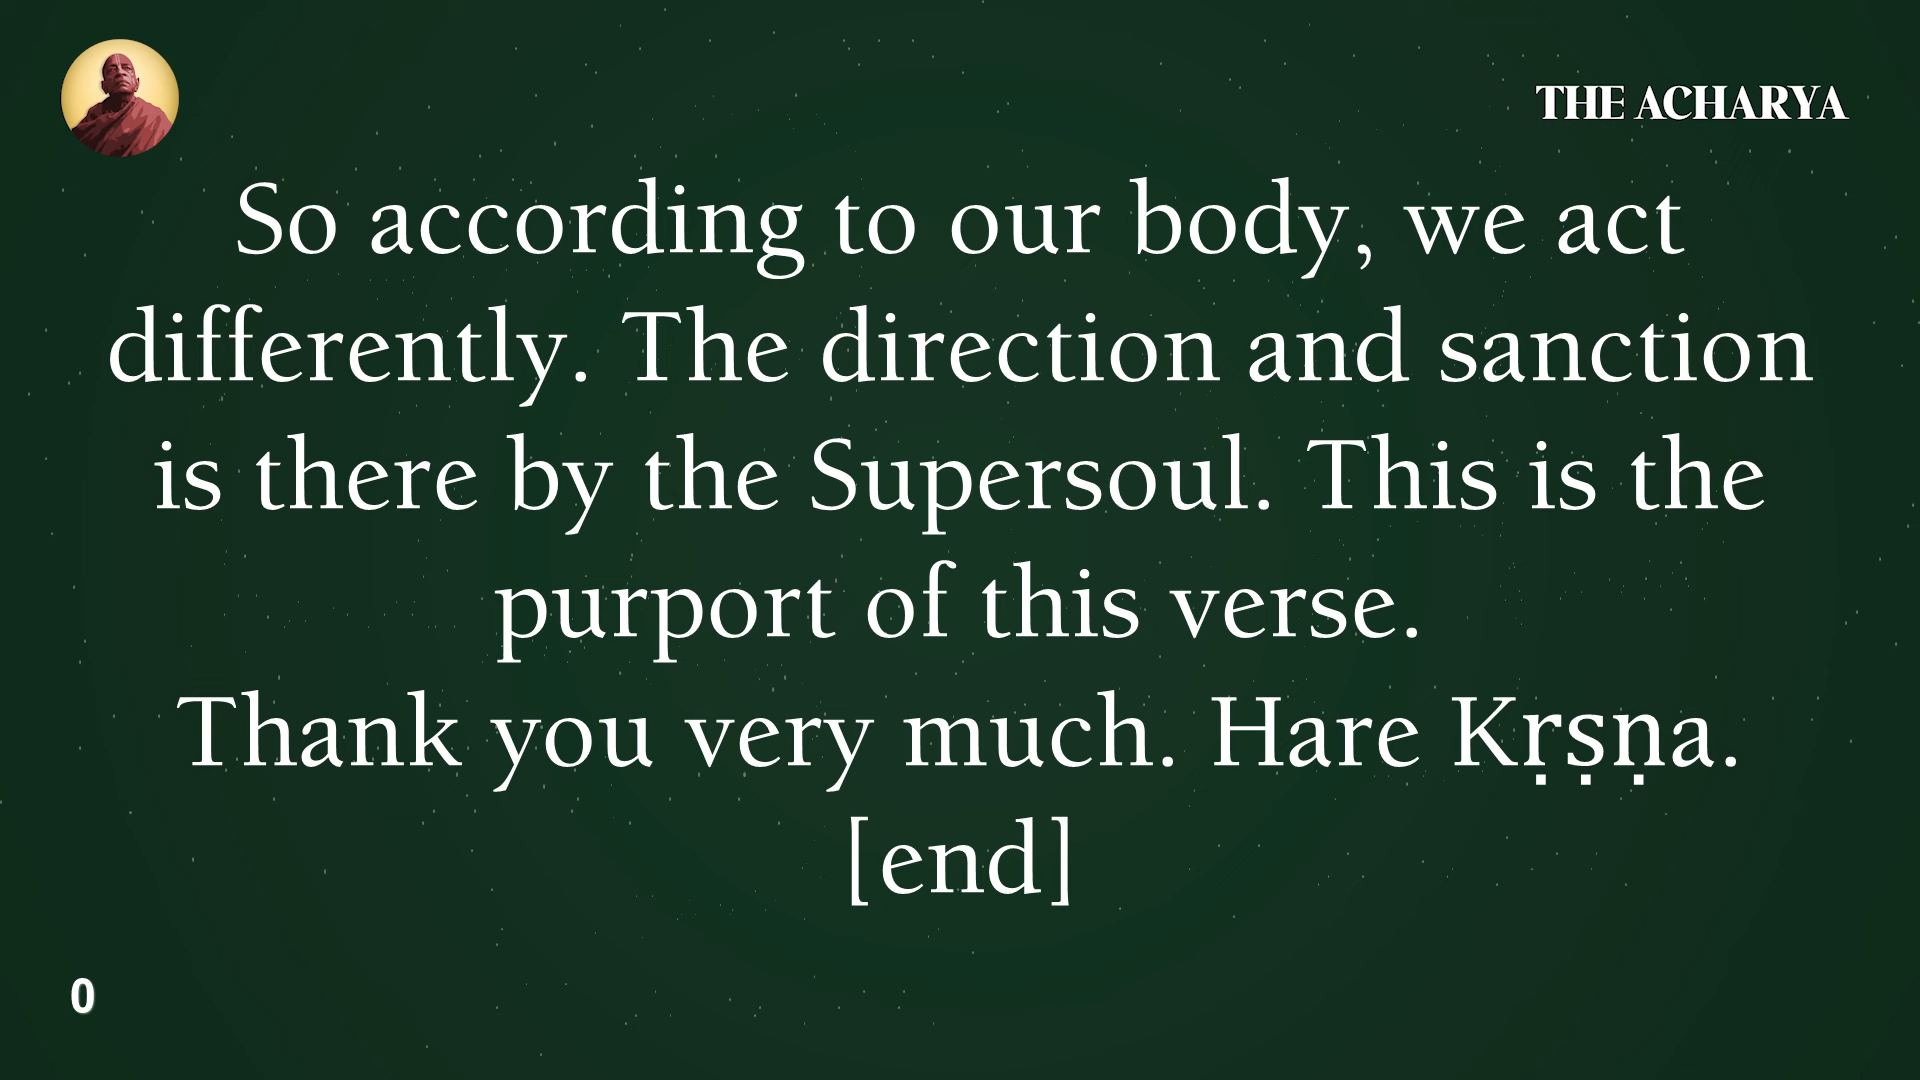 THE ACHARYA
So according to our body, we act
differently. The direction and sanction
is there by the Supersoul. This is the
purport of this verse.
Thank you very much. Hare Kṛṣṇa.
[end]
0